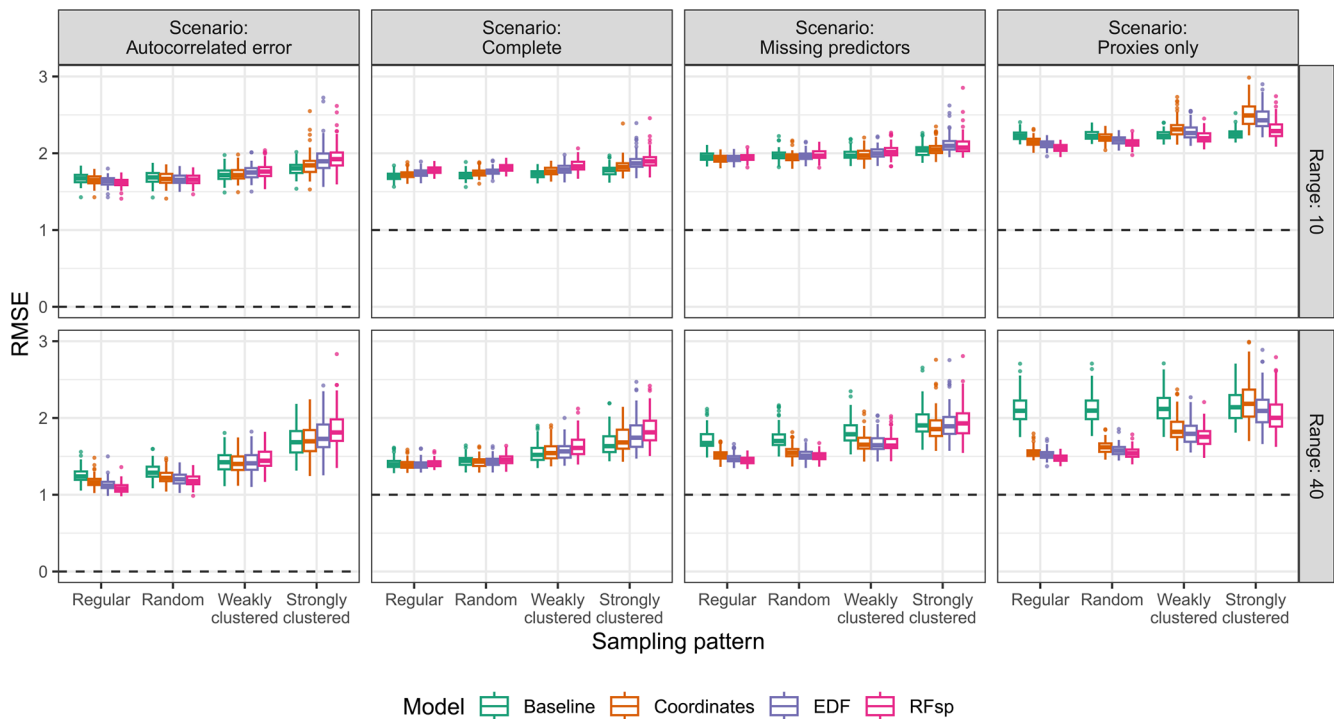 Scenario:
Autocorrelated error
Scenario:
Complete
Scenario:
Missing predictors
Scenario:
Proxies only
3
2
1
0
Range: 10
RMSE
3
2
1
0
Range: 40
Regular Random Weakly clustered Strongly clustered
Regular Random Weakly clustered Strongly clustered
Regular Random Weakly clustered Strongly clustered
Regular Random Weakly clustered Strongly clustered
Sampling pattern
Model Baseline Coordinates EDF RFsp